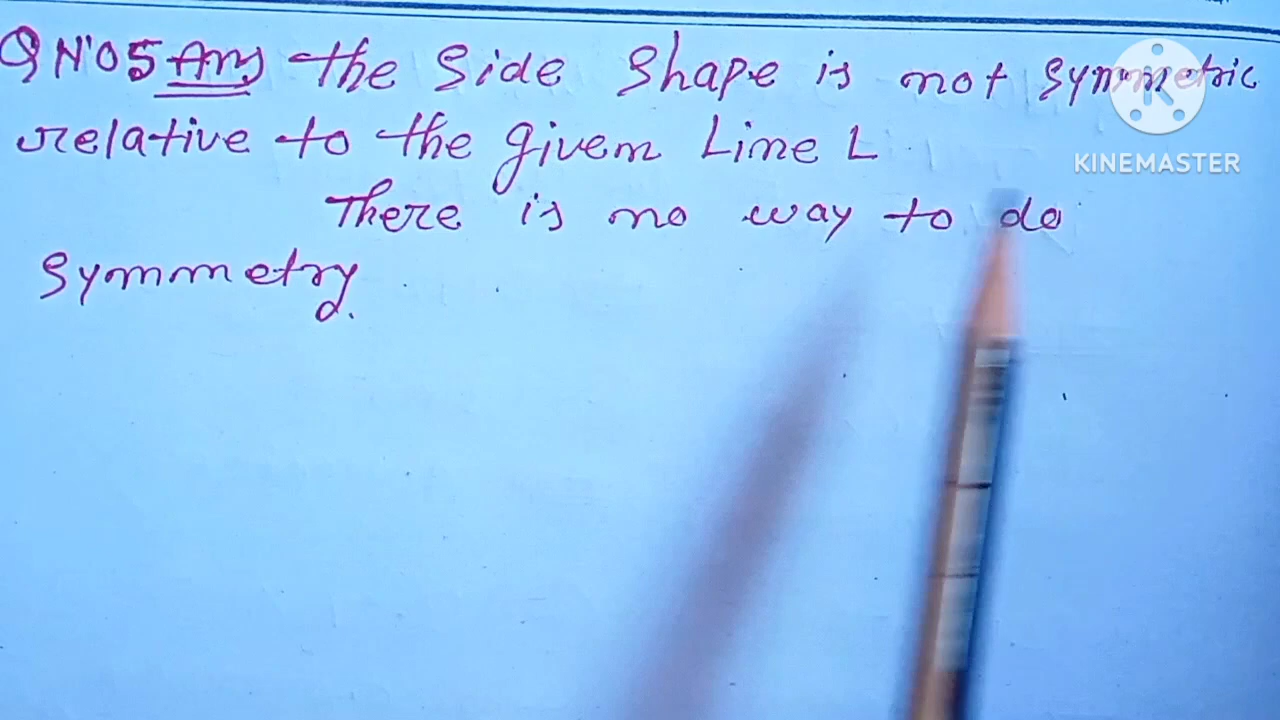 Q N'O5 Ans the Side Shape is not Symmetric
KINEMASTER
relative to the given Line L
There is no way to do
Symmetry.